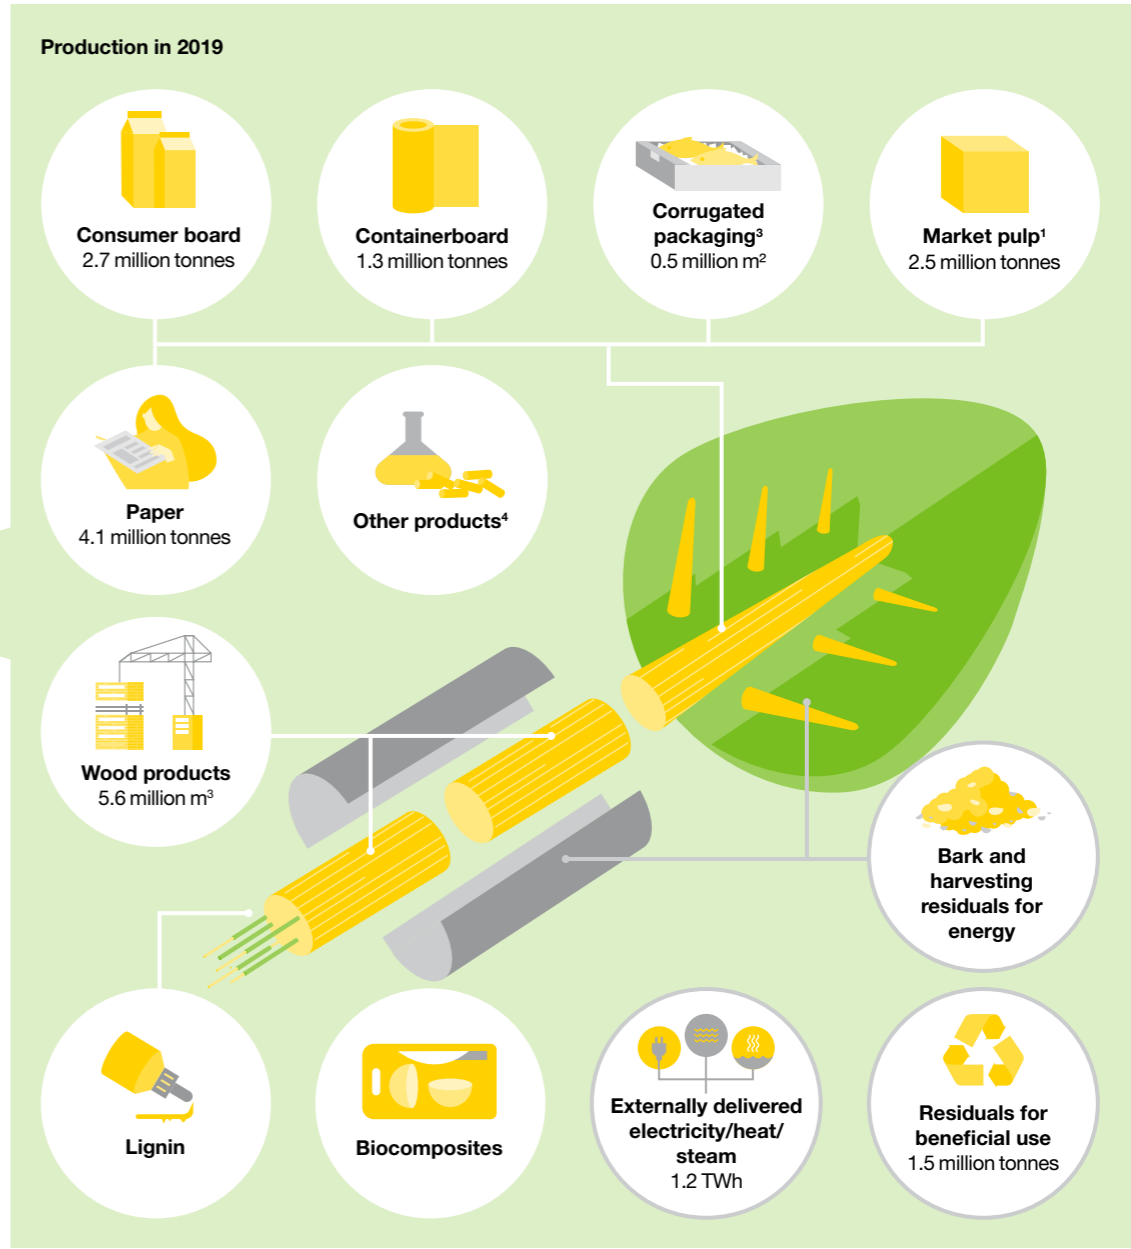 Production in 2019
Consumer board
2.7 million tonnes
Containerboard
1.3 million tonnes
Corrugated
packaging³
0.5 million m²
Market pulp¹
2.5 million tonnes
Paper
4.1 million tonnes
Other products⁴
Wood products
5.6 million m³
Bark and
harvesting
residuals for
energy
Lignin
Biocomposites
Externally delivered
electricity/heat/
steam
1.2 TWh
Residuals for
beneficial use
1.5 million tonnes